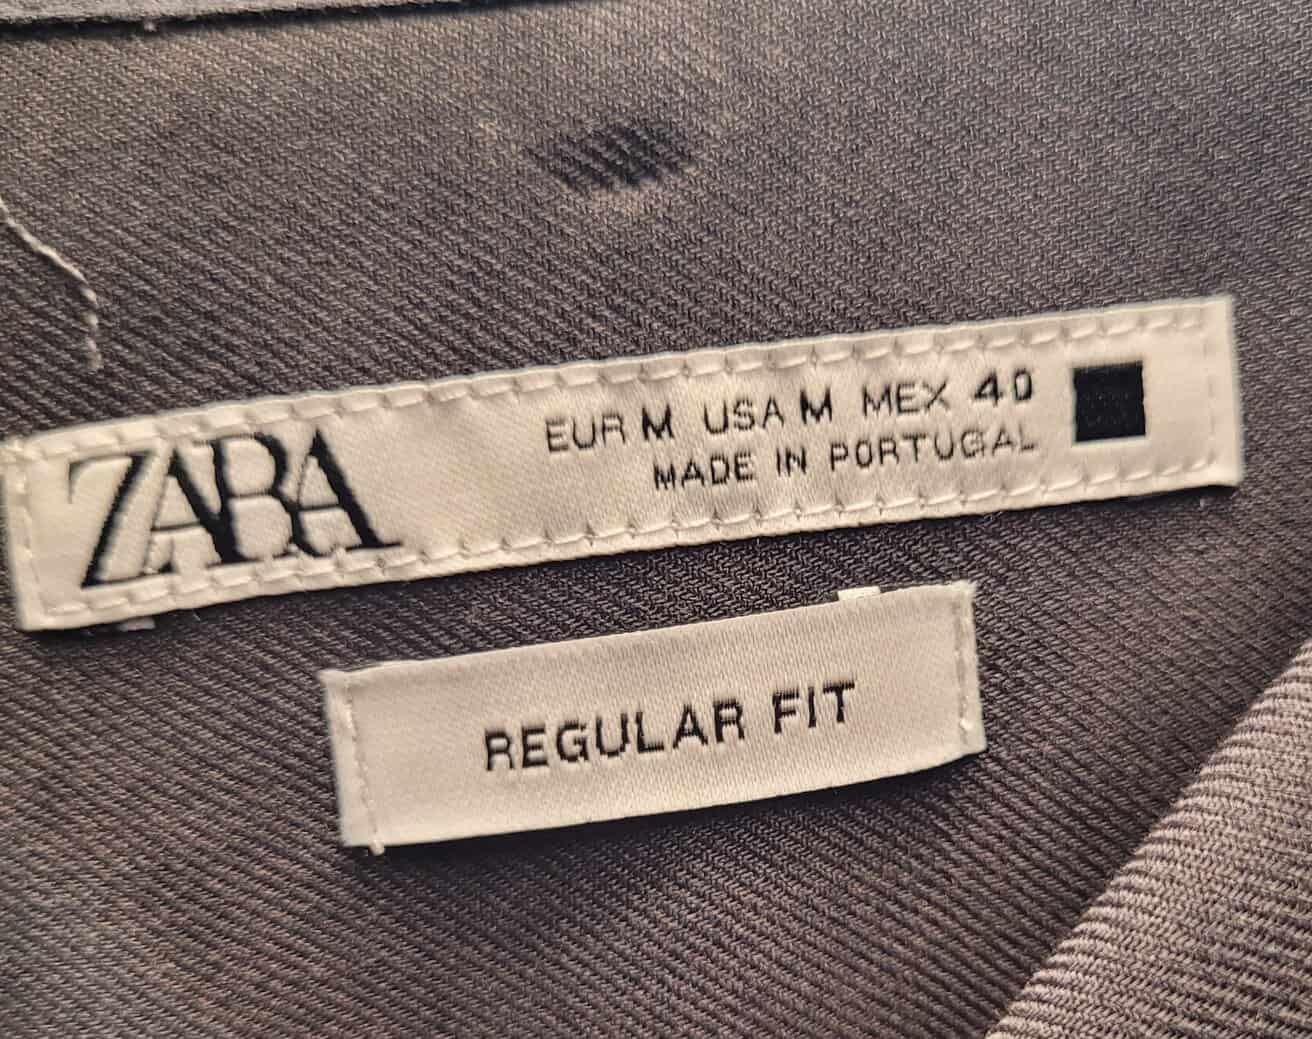 ZARA
EUR M USA M MEX 40
MADE IN PORTUGAL
REGULAR FIT